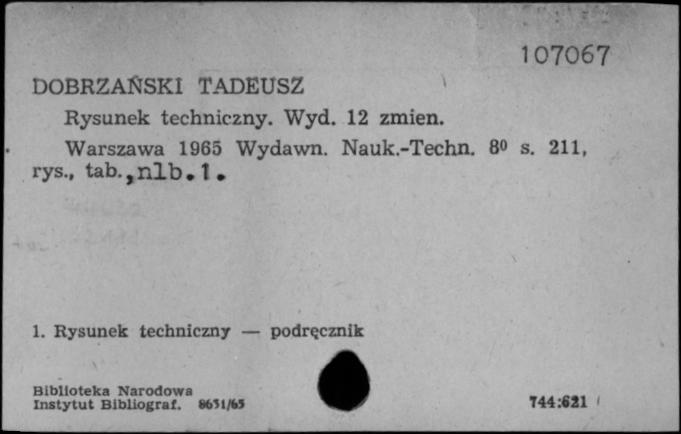 107067
DOBRZAŃSKI TADEUSZ
Rysunek techniczny. Wyd. 12 zmien.
Warszawa 1965 Wydawn. Nauk.-Techn. 8⁰ s. 211,
rys., tab.,nlb.1.
1. Rysunek techniczny — podręcznik
Biblioteka Narodowa
Instytut Bibliograf. 8651/65
744:621